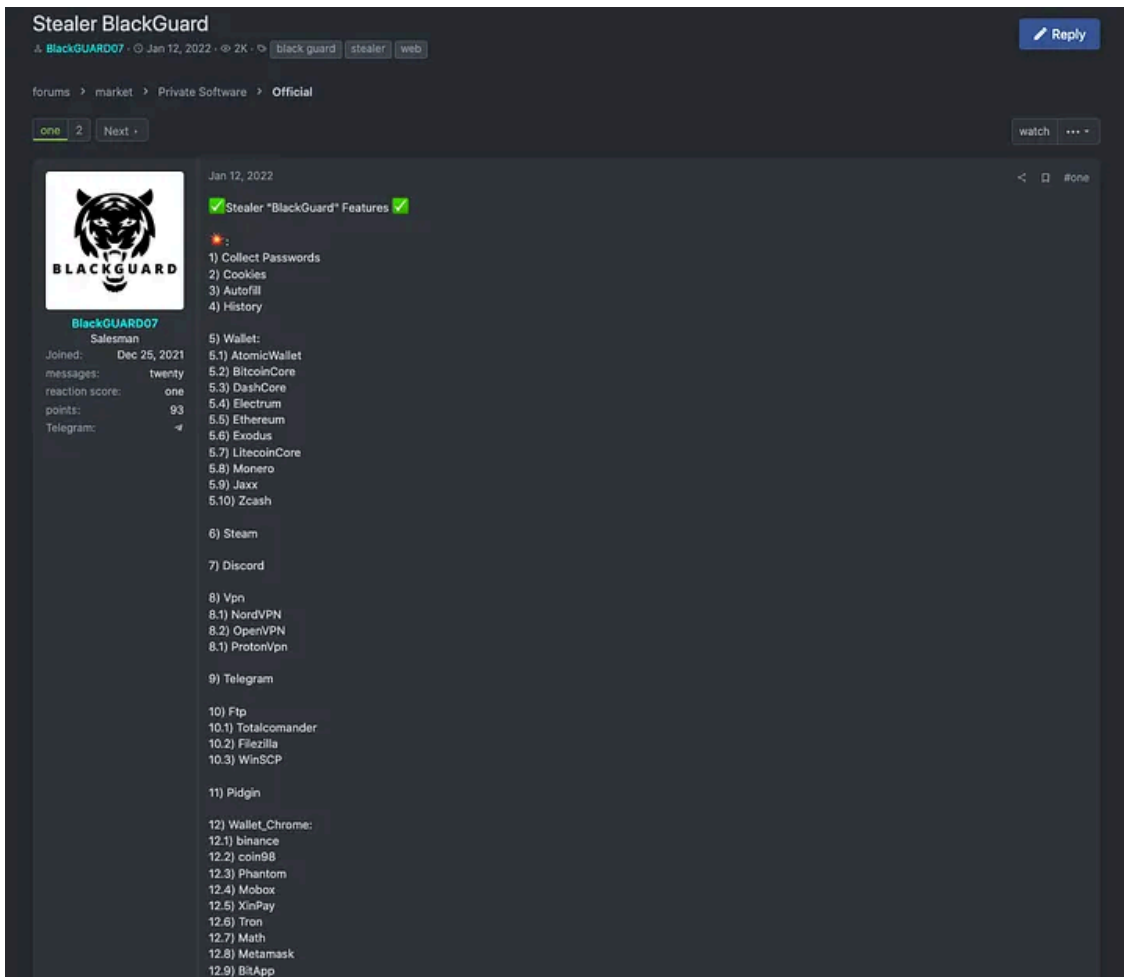 Stealer BlackGuard
BlackGUARD07 · Jan 12, 2022 · 2K · black guard stealer web
Reply
forums > market > Private Software > Official
one 2 Next
watch
Jan 12, 2022
#one
BLACKGUARD
BlackGUARD07
Salesman
Joined: Dec 25, 2021
messages: twenty
reaction score: one
points: 93
Telegram:
✅Stealer "BlackGuard" Features ✅
💥:
1) Collect Passwords
2) Cookies
3) Autofill
4) History
5) Wallet:
5.1) AtomicWallet
5.2) BitcoinCore
5.3) DashCore
5.4) Electrum
5.5) Ethereum
5.6) Exodus
5.7) LitecoinCore
5.8) Monero
5.9) Jaxx
5.10) Zcash
6) Steam
7) Discord
8) Vpn
8.1) NordVPN
8.2) OpenVPN
8.1) ProtonVpn
9) Telegram
10) Ftp
10.1) Totalcomander
10.2) Filezilla
10.3) WinSCP
11) Pidgin
12) Wallet_Chrome:
12.1) binance
12.2) coin98
12.3) Phantom
12.4) Mobox
12.5) XinPay
12.6) Tron
12.7) Math
12.8) Metamask
12.9) BitApp